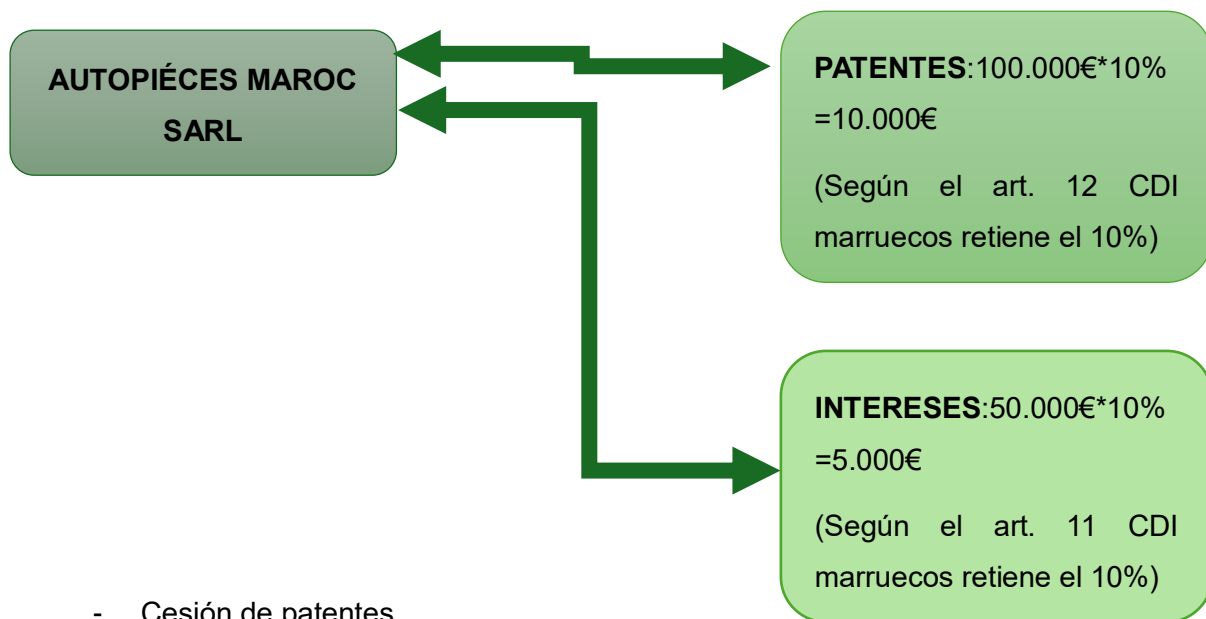 AUTOPIÉCES MAROC
SARL
PATENTES:100.000€*10%
=10.000€
(Según el art. 12 CDI
marruecos retiene el 10%)
INTERESES:50.000€*10%
=5.000€
(Según el art. 11 CDI
marruecos retiene el 10%)
- Cesión de patentes